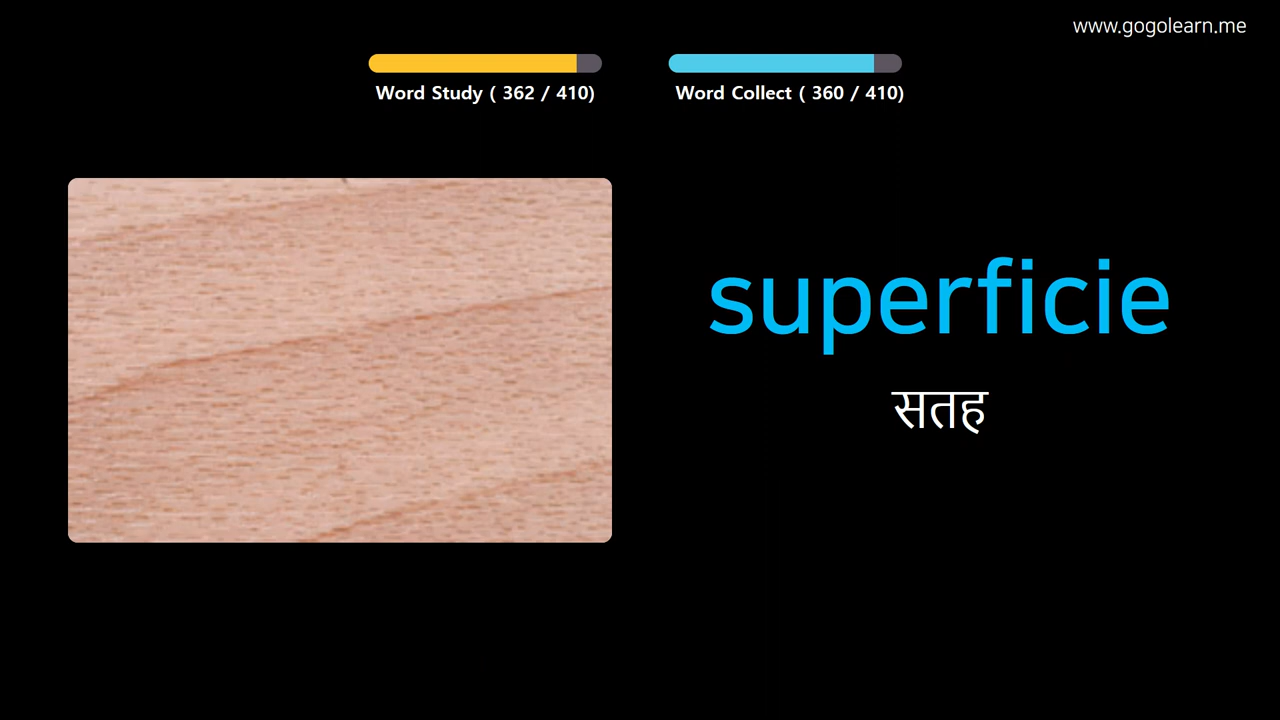 www.gogolearn.me
Word Study ( 362 / 410)
Word Collect ( 360 / 410)
superficie
सतह